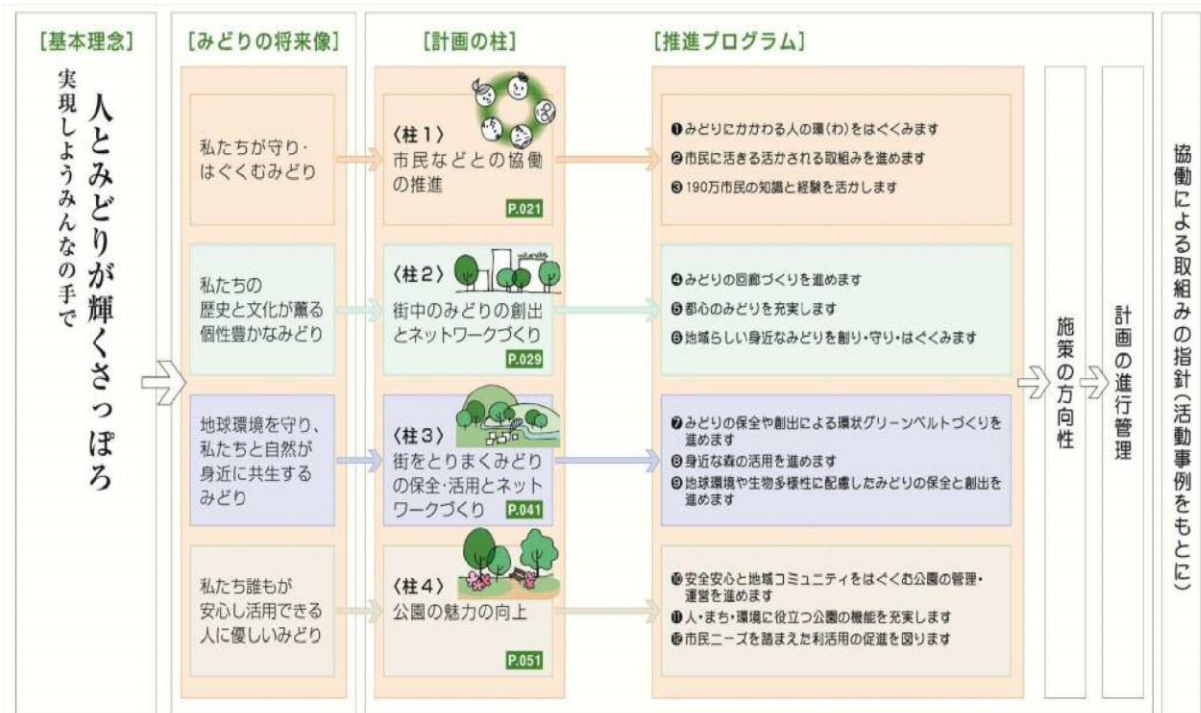 [基本理念]
人とみどりが輝くさっぽろ
実現しようみんなの手で
[みどりの将来像]
私たちが守り・
はぐくむみどり
私たちの
歴史と文化が薫る
個性豊かなみどり
地球環境を守り、
私たちと自然が
身近に共生する
みどり
私たち誰もが
安心し活用できる
人に優しいみどり
[計画の柱]
〈柱1〉
市民などとの協働
の推進
P.021
〈柱2〉
街中のみどりの創出
とネットワークづくり
P.029
〈柱3〉
街をとりまくみどり
の保全・活用とネット
ワークづくり
P.041
〈柱4〉
公園の魅力の向上
P.051
[推進プログラム]
❶みどりにかかわる人の環(わ)をはぐくみます
❷市民に活きる活かされる取組みを進めます
❸190万市民の知識と経験を活かします
❹みどりの回廊づくりを進めます
❺都心のみどりを充実します
❻地域らしい身近なみどりを創り・守り・はぐくみます
❼みどりの保全や創出による環状グリーンベルトづくりを
進めます
❽身近な森の活用を進めます
❾地球環境や生物多様性に配慮したみどりの保全と創出を
進めます
❿安全安心と地域コミュニティをはぐくむ公園の管理・
運営を進めます
⓫人・まち・環境に役立つ公園の機能を充実します
⓬市民ニーズを踏まえた利活用の促進を図ります
施策の方向性
計画の進行管理
協働による取組みの指針(活動事例をもとに)